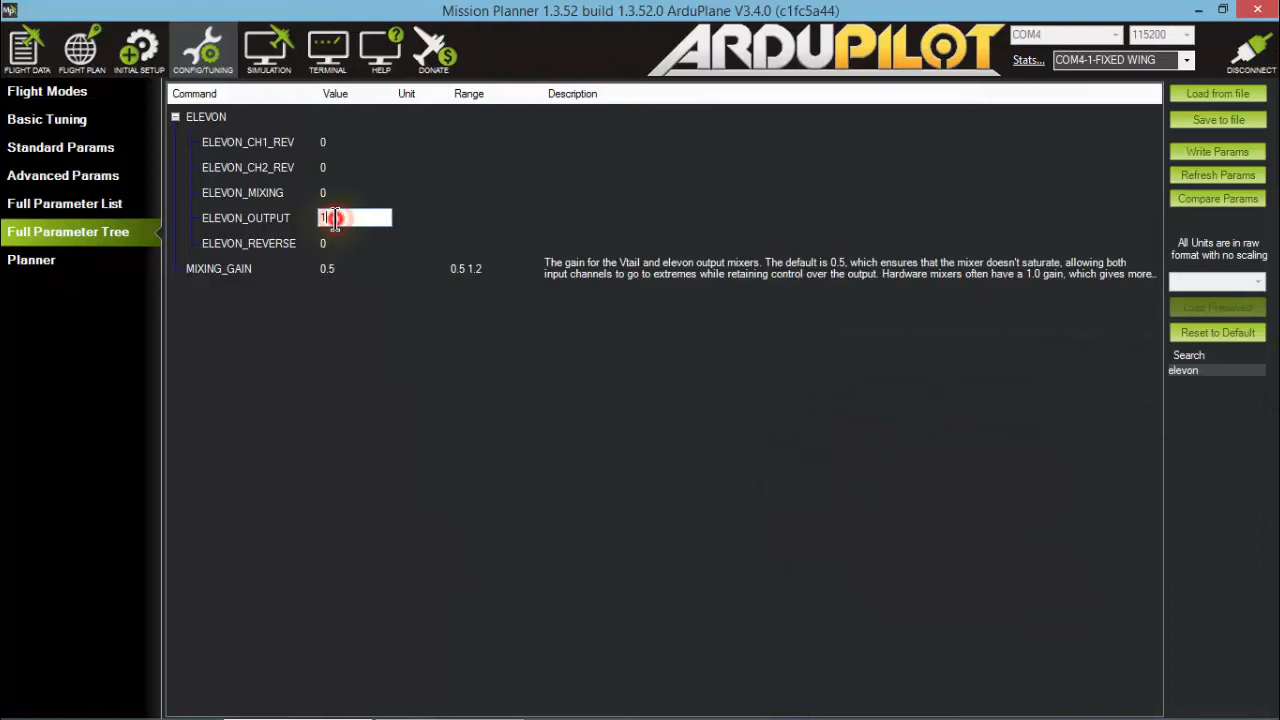 Mission Planner 1.3.52 build 1.3.52.0 ArduPlane V3.4.0 (c1fc5a44)
FLIGHT DATA
FLIGHT PLAN
INITIAL SETUP
CONFIG/TUNING
SIMULATION
TERMINAL
HELP
DONATE
ARDUPILOT
COM4
115200
Stats...
COM4-1-FIXED WING
DISCONNECT
Flight Modes
Basic Tuning
Standard Params
Advanced Params
Full Parameter List
Full Parameter Tree
Planner
Command Value Unit Range Description
ELEVON
ELEVON_CH1_REV 0
ELEVON_CH2_REV 0
ELEVON_MIXING 0
ELEVON_OUTPUT 1
ELEVON_REVERSE 0
MIXING_GAIN 0.5 0.5 1.2 The gain for the Vtail and elevon output mixers. The default is 0.5, which ensures that the mixer doesn't saturate, allowing both
input channels to go to extremes while retaining control over the output. Hardware mixers often have a 1.0 gain, which gives more...
Load from file
Save to file
Write Params
Refresh Params
Compare Params
All Units are in raw
format with no scaling
Reset to Default
Search
elevon